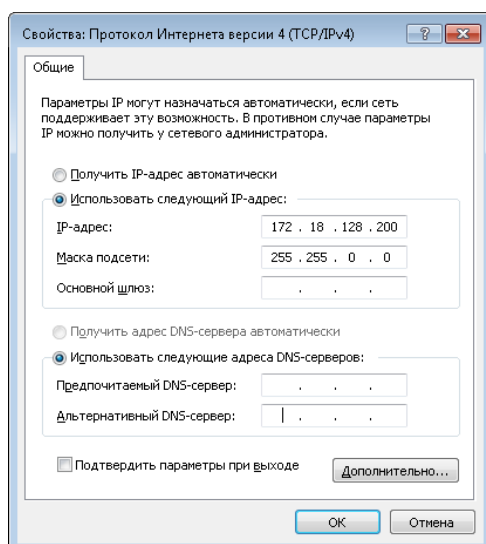 Свойства: Протокол Интернета версии 4 (TCP/IPv4)
Общие
Параметры IP могут назначаться автоматически, если сеть
поддерживает эту возможность. В противном случае параметры
IP можно получить у сетевого администратора.
Получить IP-адрес автоматически
Использовать следующий IP-адрес:
IP-адрес: 172 . 18 . 128 . 200
Маска подсети: 255 . 255 . 0 . 0
Основной шлюз: . . .
Получить адрес DNS-сервера автоматически
Использовать следующие адреса DNS-серверов:
Предпочитаемый DNS-сервер: . . .
Альтернативный DNS-сервер: . . .
Подтвердить параметры при выходе
Дополнительно...
ОК Отмена